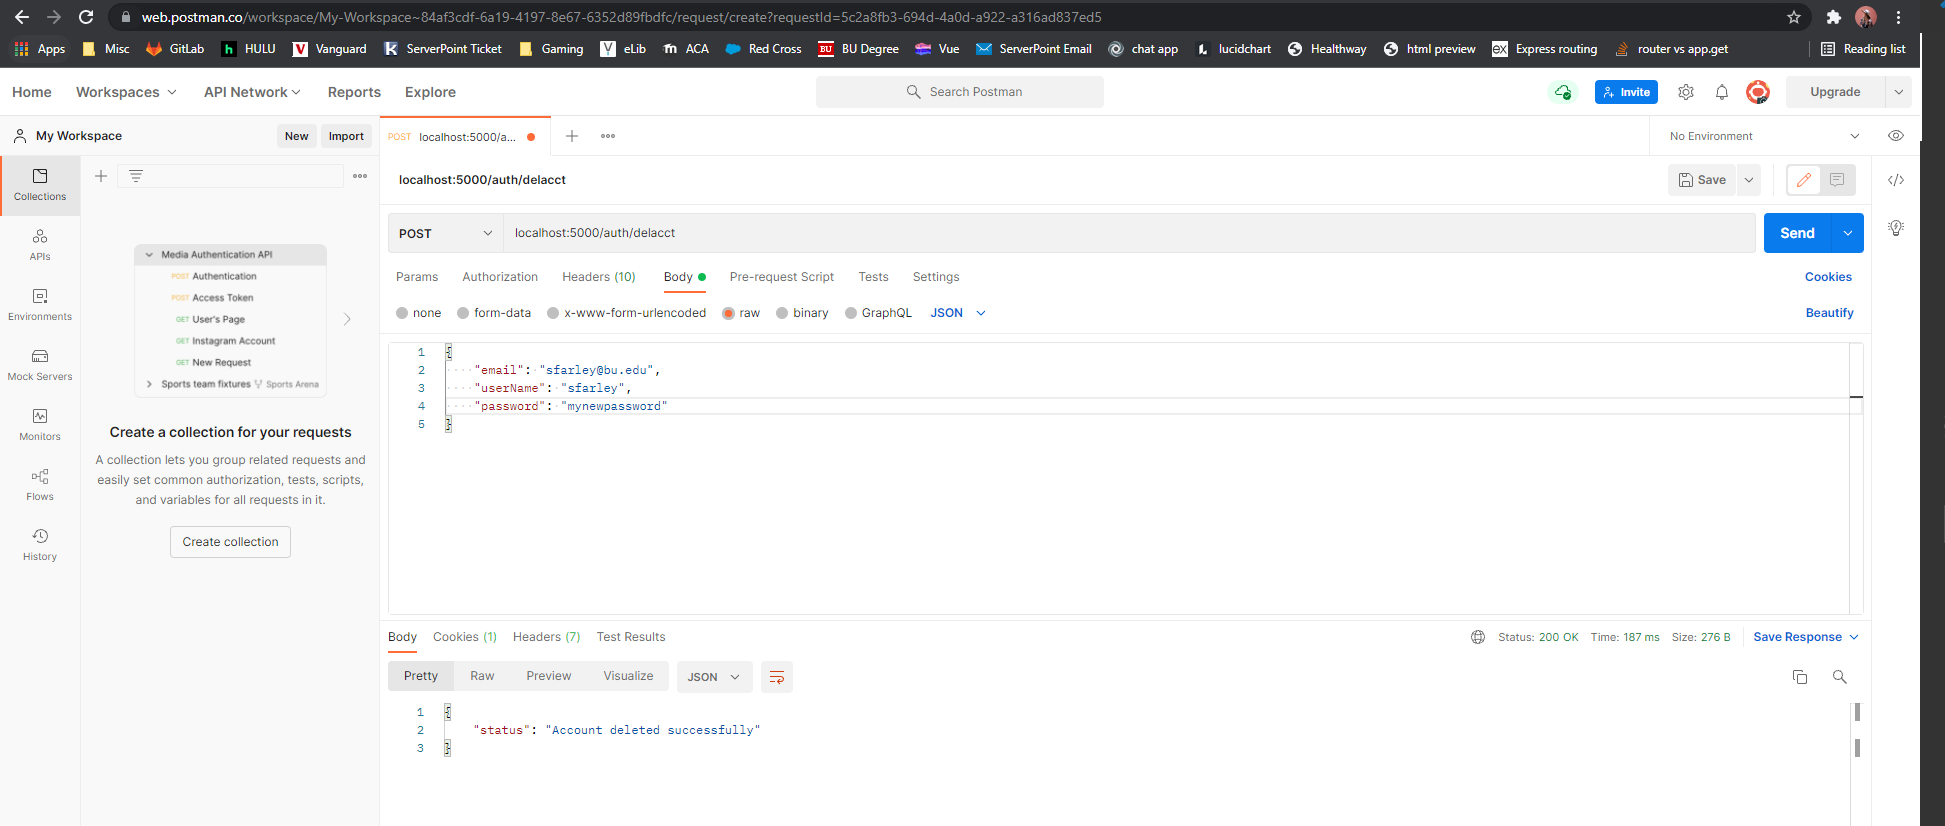 web.postman.co/workspace/My-Workspace~84af3cdf-6a19-4197-8e67-6352d89fbdfc/request/create?requestId=5c2a8fb3-694d-4a0d-a922-a316ad837ed5
Apps Misc GitLab h HULU V Vanguard K ServerPoint Ticket Gaming Y eLib m ACA Red Cross BU BU Degree Vue ServerPoint Email chat app lucidchart Healthway html preview ex Express routing router vs app.get Reading list
Home Workspaces API Network Reports Explore Search Postman Invite Upgrade
My Workspace New Import POST localhost:5000/a... No Environment
Collections
localhost:5000/auth/delacct Save
APIs
POST localhost:5000/auth/delacct Send
Media Authentication API
POST Authentication
POST Access Token
GET User's Page
GET Instagram Account
GET New Request
Sports team fixtures Sports Arena
Params Authorization Headers (10) Body Pre-request Script Tests Settings Cookies
Environments
none form-data x-www-form-urlencoded raw binary GraphQL JSON Beautify
Mock Servers
1 {
2 "email": "sfarley@bu.edu",
3 "userName": "sfarley",
4 "password": "mynewpassword"
5 }
Monitors
Create a collection for your requests
A collection lets you group related requests and
easily set common authorization, tests, scripts,
and variables for all requests in it.
Flows
Create collection
History
Body Cookies (1) Headers (7) Test Results Status: 200 OK Time: 187 ms Size: 276 B Save Response
Pretty Raw Preview Visualize JSON
1 {
2 "status": "Account deleted successfully"
3 }